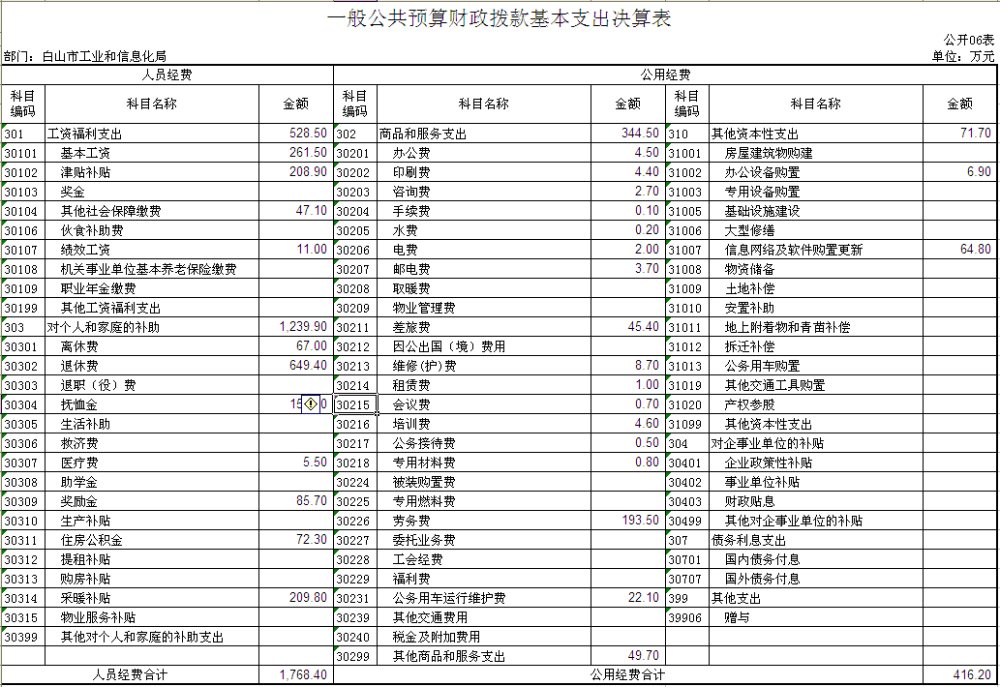 一般公共预算财政拨款基本支出决算表
公开06表
部门：白山市工业和信息化局 单位：万元
人员经费 公用经费
科目编码 科目名称 金额 科目编码 科目名称 金额 科目编码 科目名称 金额
301 工资福利支出 528.50 302 商品和服务支出 344.50 310 其他资本性支出 71.70
30101 基本工资 261.50 30201 办公费 4.50 31001 房屋建筑物购建
30102 津贴补贴 208.90 30202 印刷费 4.40 31002 办公设备购置 6.90
30103 奖金 30203 咨询费 2.70 31003 专用设备购置
30104 其他社会保障缴费 47.10 30204 手续费 0.10 31005 基础设施建设
30106 伙食补助费 30205 水费 0.20 31006 大型修缮
30107 绩效工资 11.00 30206 电费 2.00 31007 信息网络及软件购置更新 64.80
30108 机关事业单位基本养老保险缴费 30207 邮电费 3.70 31008 物资储备
30109 职业年金缴费 30208 取暖费 31009 土地补偿
30199 其他工资福利支出 30209 物业管理费 31010 安置补助
303 对个人和家庭的补助 1,239.90 30211 差旅费 45.40 31011 地上附着物和青苗补偿
30301 离休费 67.00 30212 因公出国（境）费用 31012 拆迁补偿
30302 退休费 649.40 30213 维修(护)费 8.70 31013 公务用车购置
30303 退职（役）费 30214 租赁费 1.00 31019 其他交通工具购置
30304 抚恤金 30215 会议费 0.70 31020 产权参股
30305 生活补助 30216 培训费 4.60 31099 其他资本性支出
30306 救济费 30217 公务接待费 0.50 304 对企事业单位的补贴
30307 医疗费 5.50 30218 专用材料费 0.80 30401 企业政策性补贴
30308 助学金 30224 被装购置费 30402 事业单位补贴
30309 奖励金 85.70 30225 专用燃料费 30403 财政贴息
30310 生产补贴 30226 劳务费 193.50 30499 其他对企事业单位的补贴
30311 住房公积金 72.30 30227 委托业务费 307 债务利息支出
30312 提租补贴 30228 工会经费 30701 国内债务付息
30313 购房补贴 30229 福利费 30707 国外债务付息
30314 采暖补贴 209.80 30231 公务用车运行维护费 22.10 399 其他支出
30315 物业服务补贴 30239 其他交通费用 39906 赠与
30399 其他对个人和家庭的补助支出 30240 税金及附加费用
30299 其他商品和服务支出 49.70
人员经费合计 1,768.40 公用经费合计 416.20